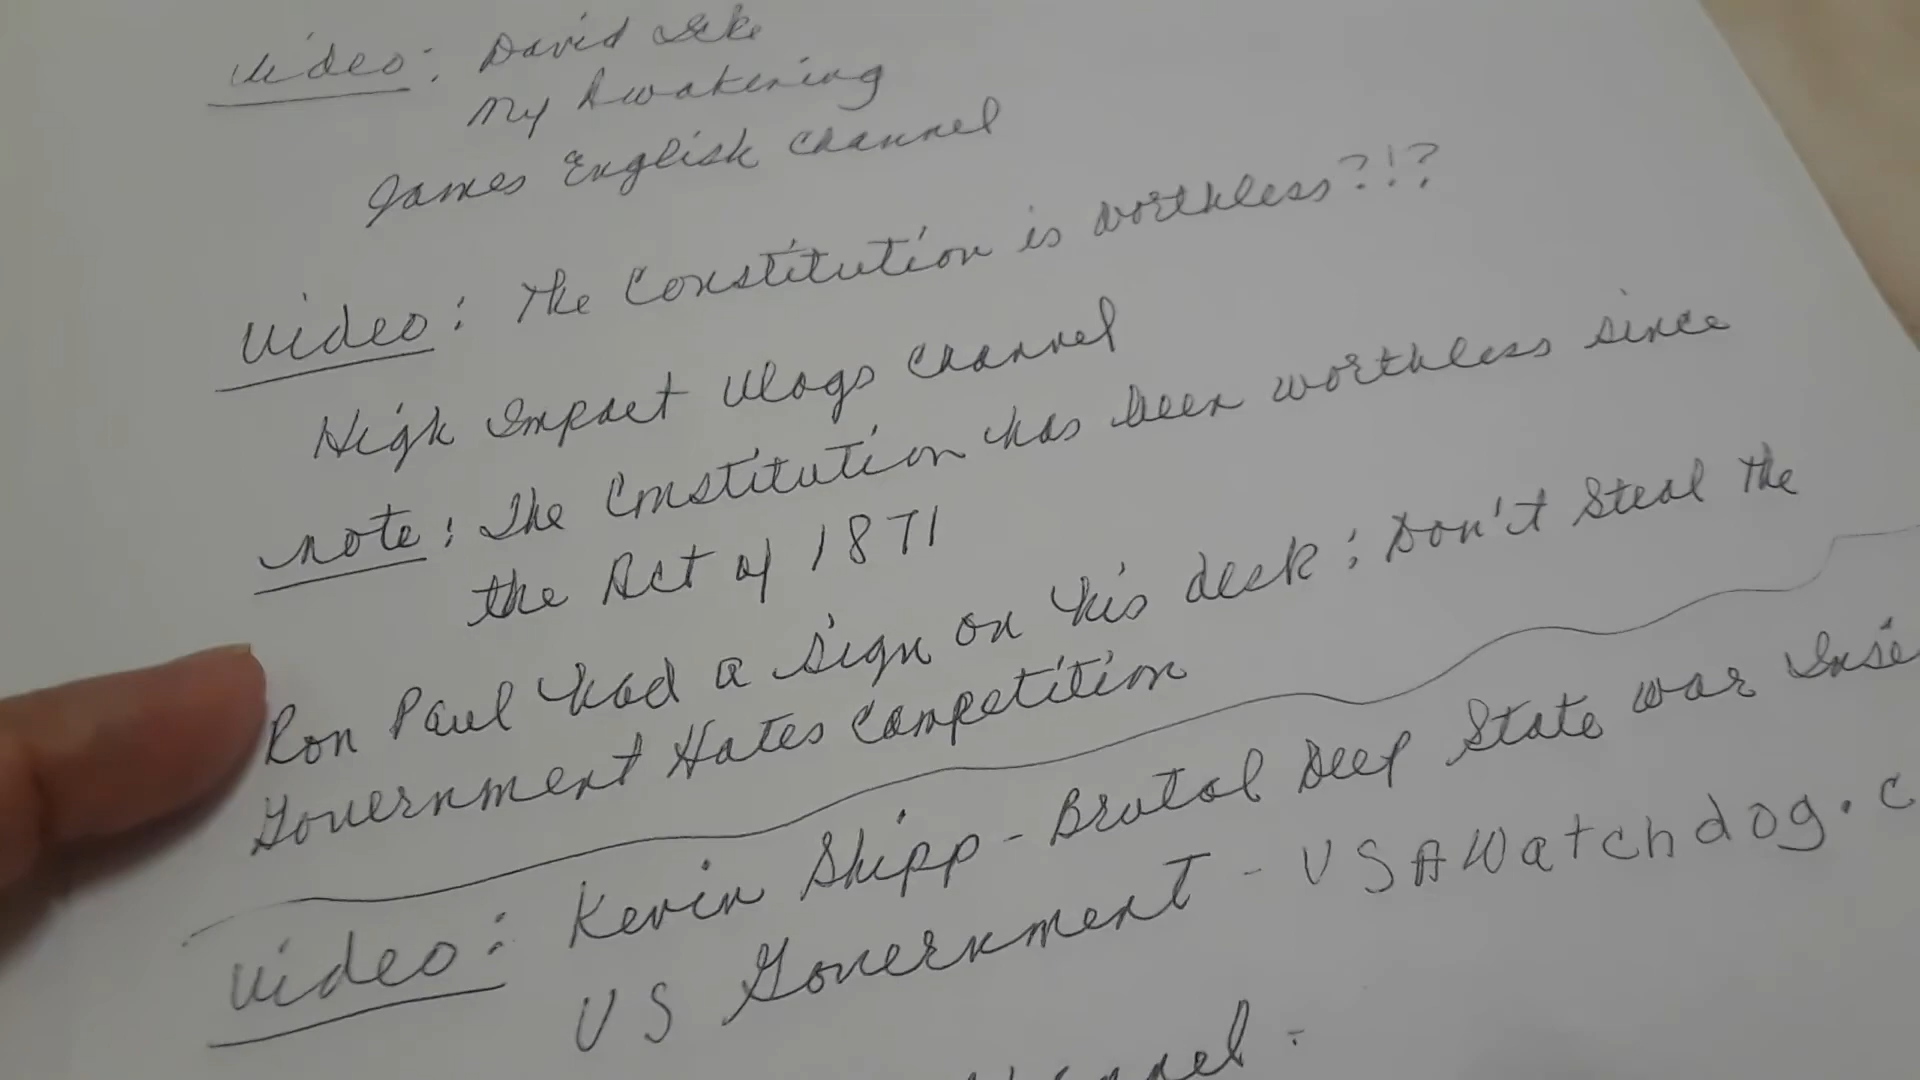 Video: David Icke
My Awakening
James English Channel
Video: The Constitution is worthless?!?
High Impact Vlogs Channel
note: The Constitution has been worthless since
the Act of 1871
Ron Paul had a sign on his desk: Don't Steal the
Government Hates Competition
Video: Kevin Shipp - Brutal Deep State war Insi
US Government - USAWatchdog.c